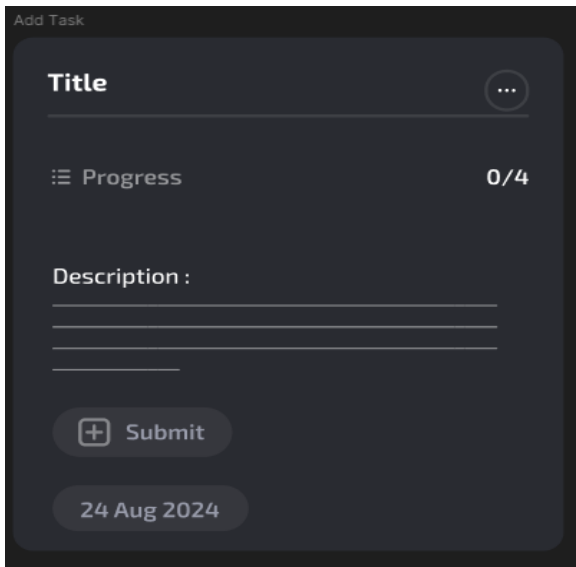 Add Task
Title
...
Progress
0/4
Description :
Submit
24 Aug 2024